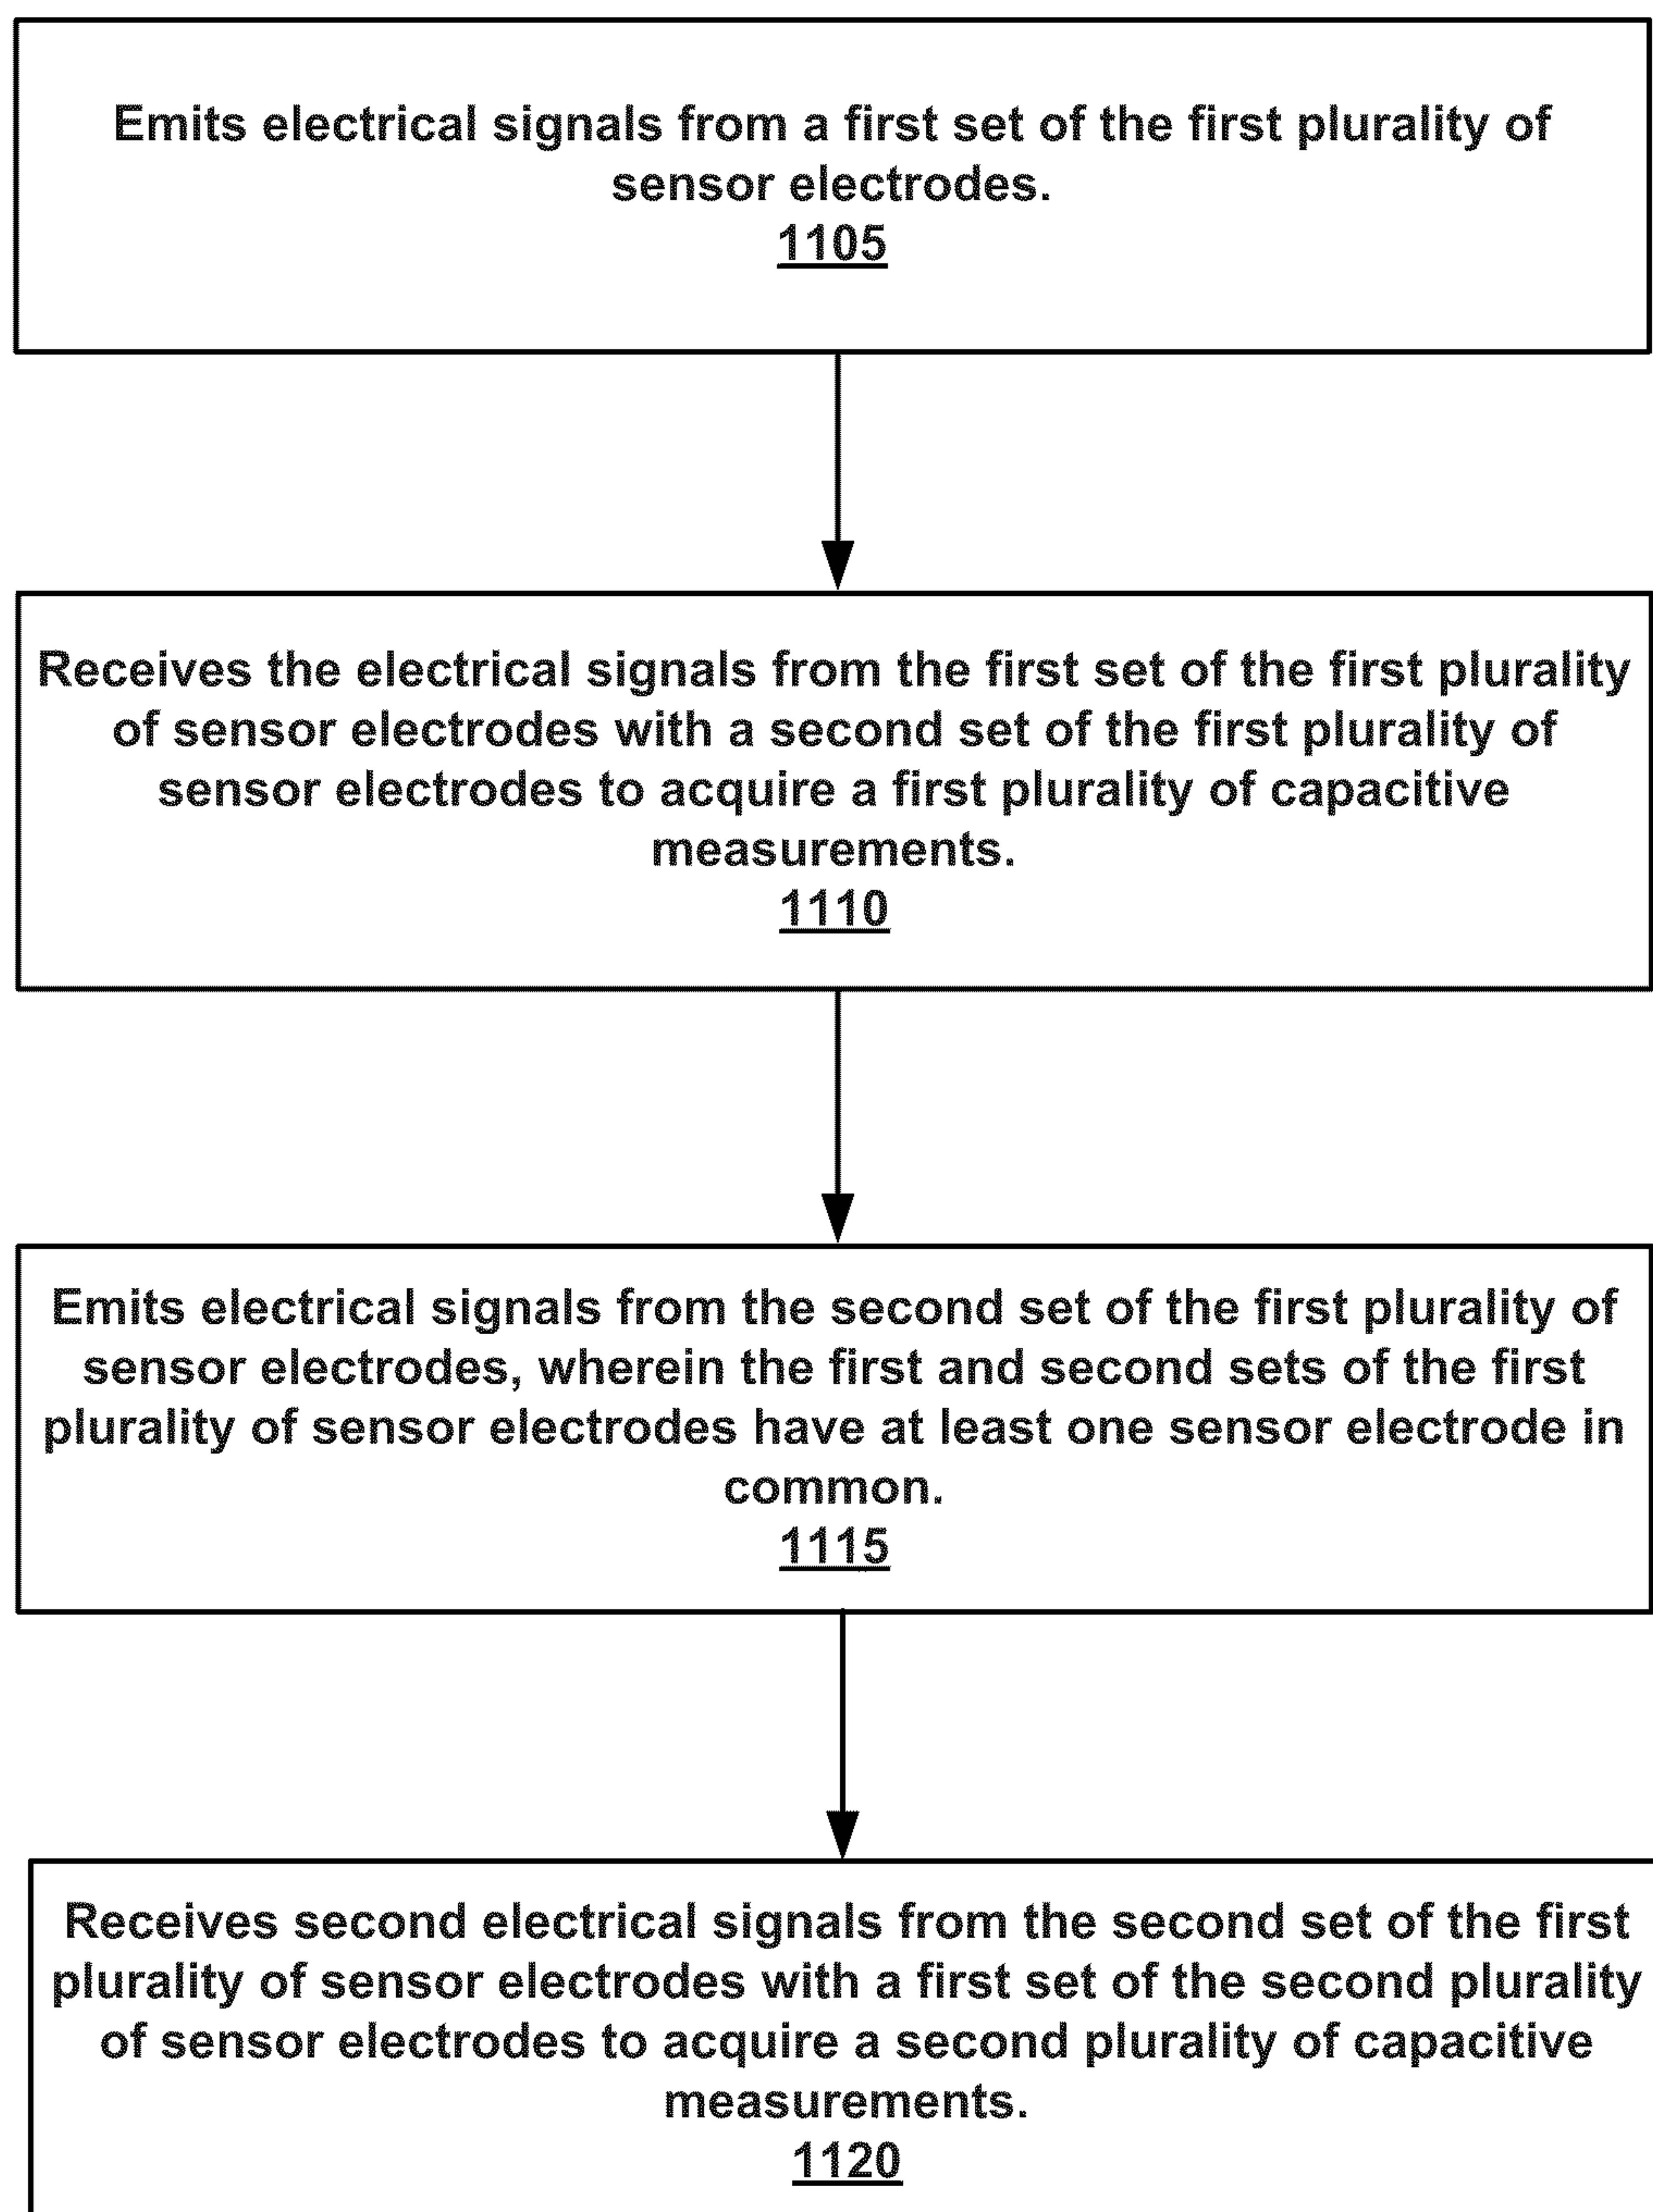 Emits electrical signals from a first set of the first plurality of
sensor electrodes.
1105
Receives the electrical signals from the first set of the first plurality
of sensor electrodes with a second set of the first plurality of
sensor electrodes to acquire a first plurality of capacitive
measurements.
1110
Emits electrical signals from the second set of the first plurality of
sensor electrodes, wherein the first and second sets of the first
plurality of sensor electrodes have at least one sensor electrode in
common.
1115
Receives second electrical signals from the second set of the first
plurality of sensor electrodes with a first set of the second plurality
of sensor electrodes to acquire a second plurality of capacitive
measurements.
1120